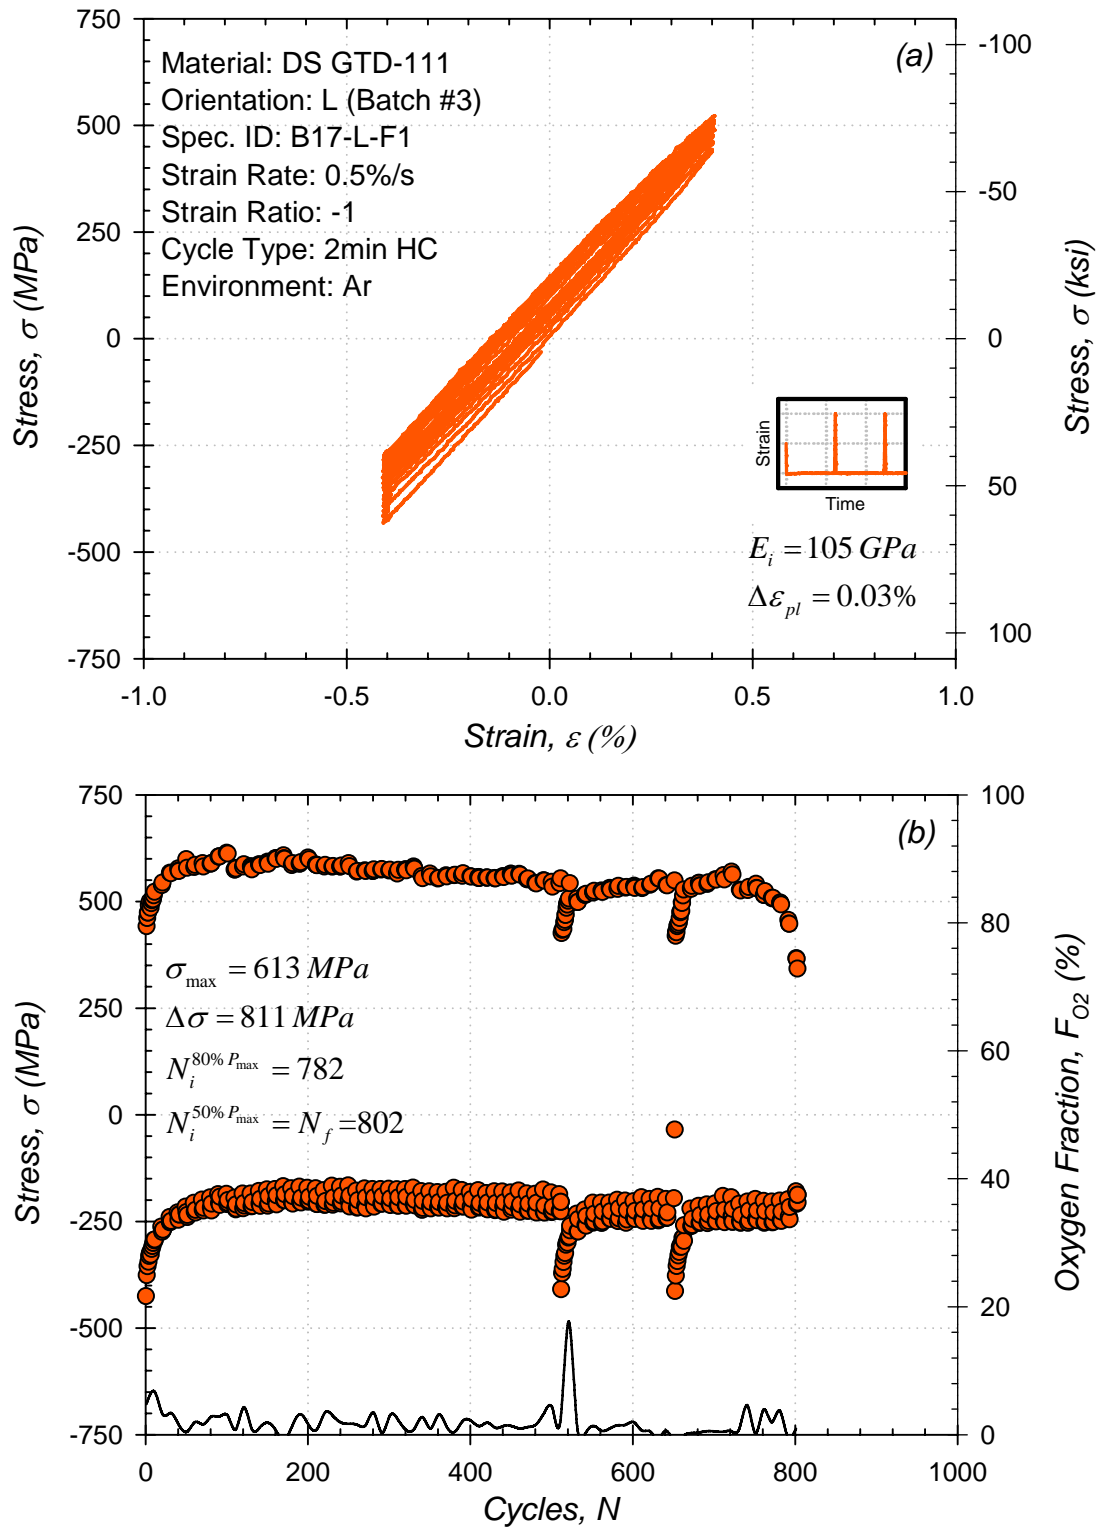 (a)
Material: DS GTD-111
Orientation: L (Batch #3)
Spec. ID: B17-L-F1
Strain Rate: 0.5%/s
Strain Ratio: -1
Cycle Type: 2min HC
Environment: Ar
750
500
250
0
-250
-500
-750
Stress, σ (MPa)
-100
-50
0
50
100
Stress, σ (ksi)
Strain
Time
E_i = 105 GPa
Δε_pl = 0.03%
-1.0 -0.5 0.0 0.5 1.0
Strain, ε (%)
(b)
750
500
250
0
-250
-500
-750
Stress, σ (MPa)
100
80
60
40
20
0
Oxygen Fraction, F_O2 (%)
σ_max = 613 MPa
Δσ = 811 MPa
N_i^80% P_max = 782
N_i^50% P_max = N_f =802
0 200 400 600 800 1000
Cycles, N